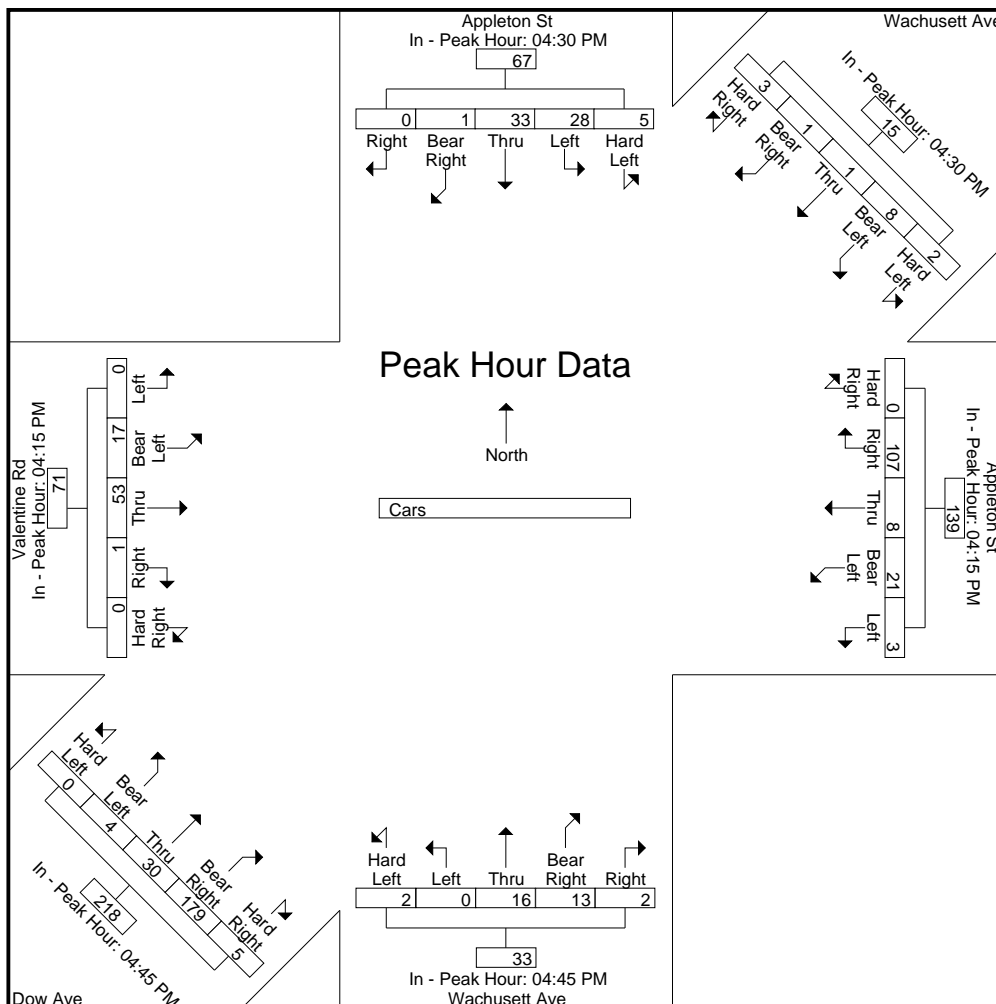 Appleton St
In - Peak Hour: 04:30 PM
67
0 1 33 28 5
Right Bear Right Thru Left Hard Left
Wachusett Ave
In - Peak Hour: 04:30 PM
15
3 1 1 8 2
Hard Right Bear Right Thru Bear Left Hard Left
Peak Hour Data
North
Cars
Valentine Rd
In - Peak Hour: 04:15 PM
71
0 17 53 1 0
Left Bear Left Thru Right Hard Right
Appleton St
In - Peak Hour: 04:15 PM
139
0 107 8 21 3
Hard Right Right Thru Bear Left Left
Hard Left Bear Left Thru Bear Right Hard Right
0 4 30 179 5
218
In - Peak Hour: 04:45 PM
Dow Ave
Hard Left Left Thru Bear Right Right
2 0 16 13 2
33
In - Peak Hour: 04:45 PM
Wachusett Ave